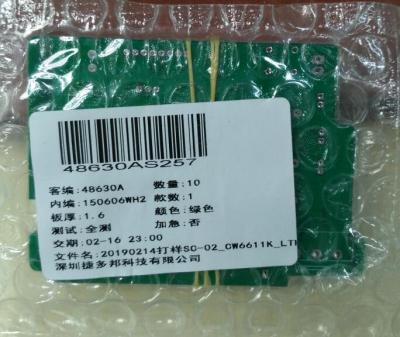 48630AS257
客编: 48630A 数量: 10
内编: 150606WH2 款数: 1
板厚: 1.6 颜色: 绿色
测试: 全测 加急: 否
交期: 02-16 23:00
文件名: 20190214打样SC-02_CW6611K_LTH
深圳捷多邦科技有限公司